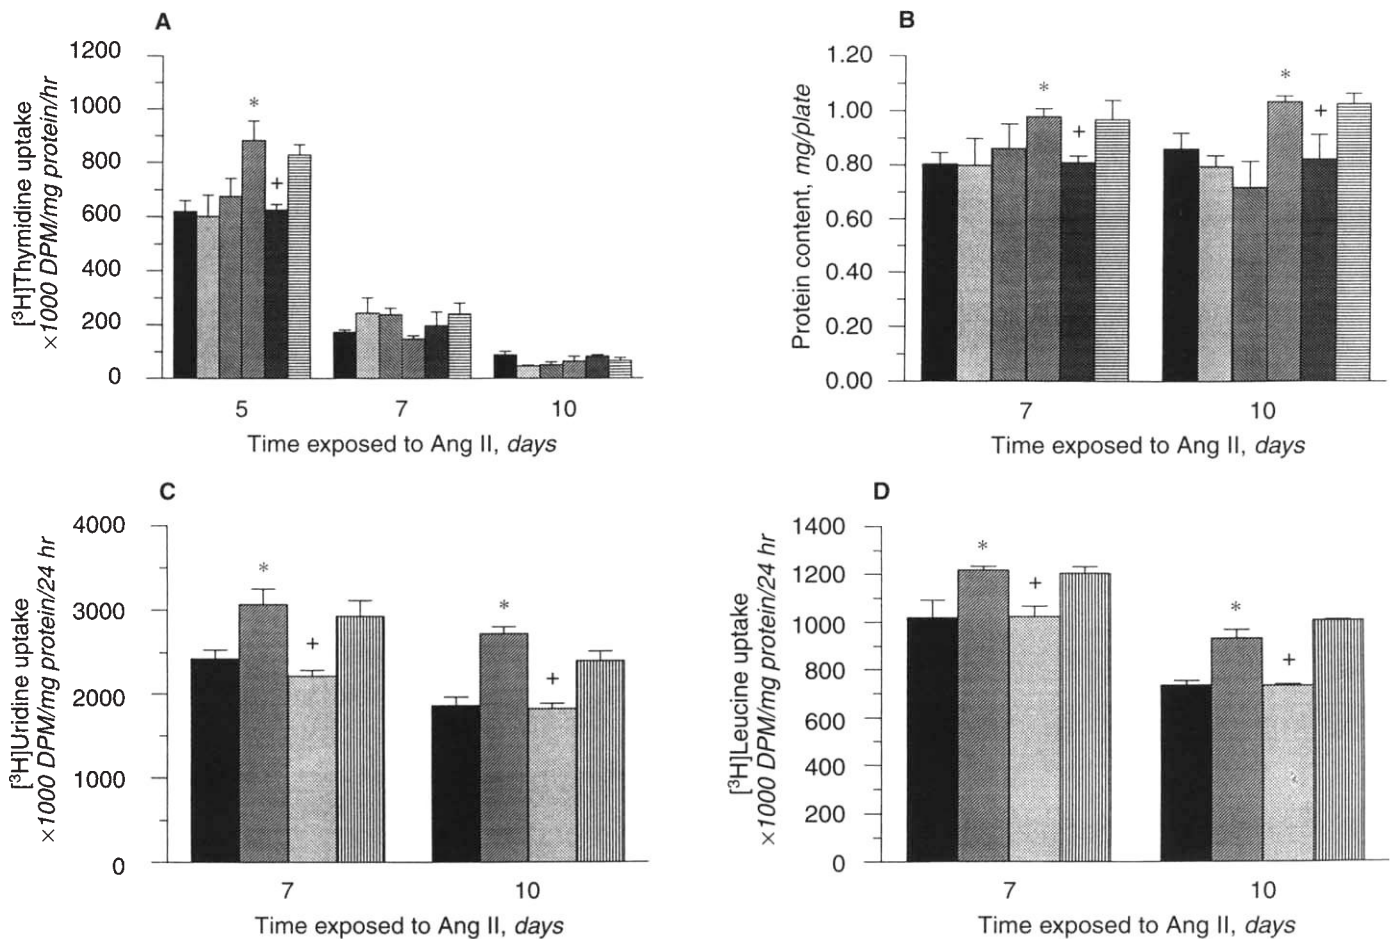 A
[³H]Thymidine uptake
×1000 DPM/mg protein/hr
1200
1000
800
600
400
200
0
*
+
5 7 10
Time exposed to Ang II, days
B
Protein content, mg/plate
1.20
1.00
0.80
0.60
0.40
0.20
0.00
*
+
*
+
7 10
Time exposed to Ang II, days
C
[³H]Uridine uptake
×1000 DPM/mg protein/24 hr
4000
3000
2000
1000
0
*
+
*
+
7 10
Time exposed to Ang II, days
D
[³H]Leucine uptake
×1000 DPM/mg protein/24 hr
1400
1200
1000
800
600
400
200
0
*
+
*
+
7 10
Time exposed to Ang II, days